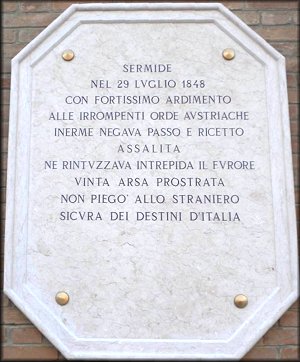 SERMIDE
NEL 29 LVGLIO 1848
CON FORTISSIMO ARDIMENTO
ALLE IRROMPENTI ORDE AVSTRIACHE
INERME NEGAVA PASSO E RICETTO
ASSALITA
NE RINTVZZAVA INTREPIDA IL FVRORE
VINTA ARSA PROSTRATA
NON PIEGO' ALLO STRANIERO
SICVRA DEI DESTINI D'ITALIA